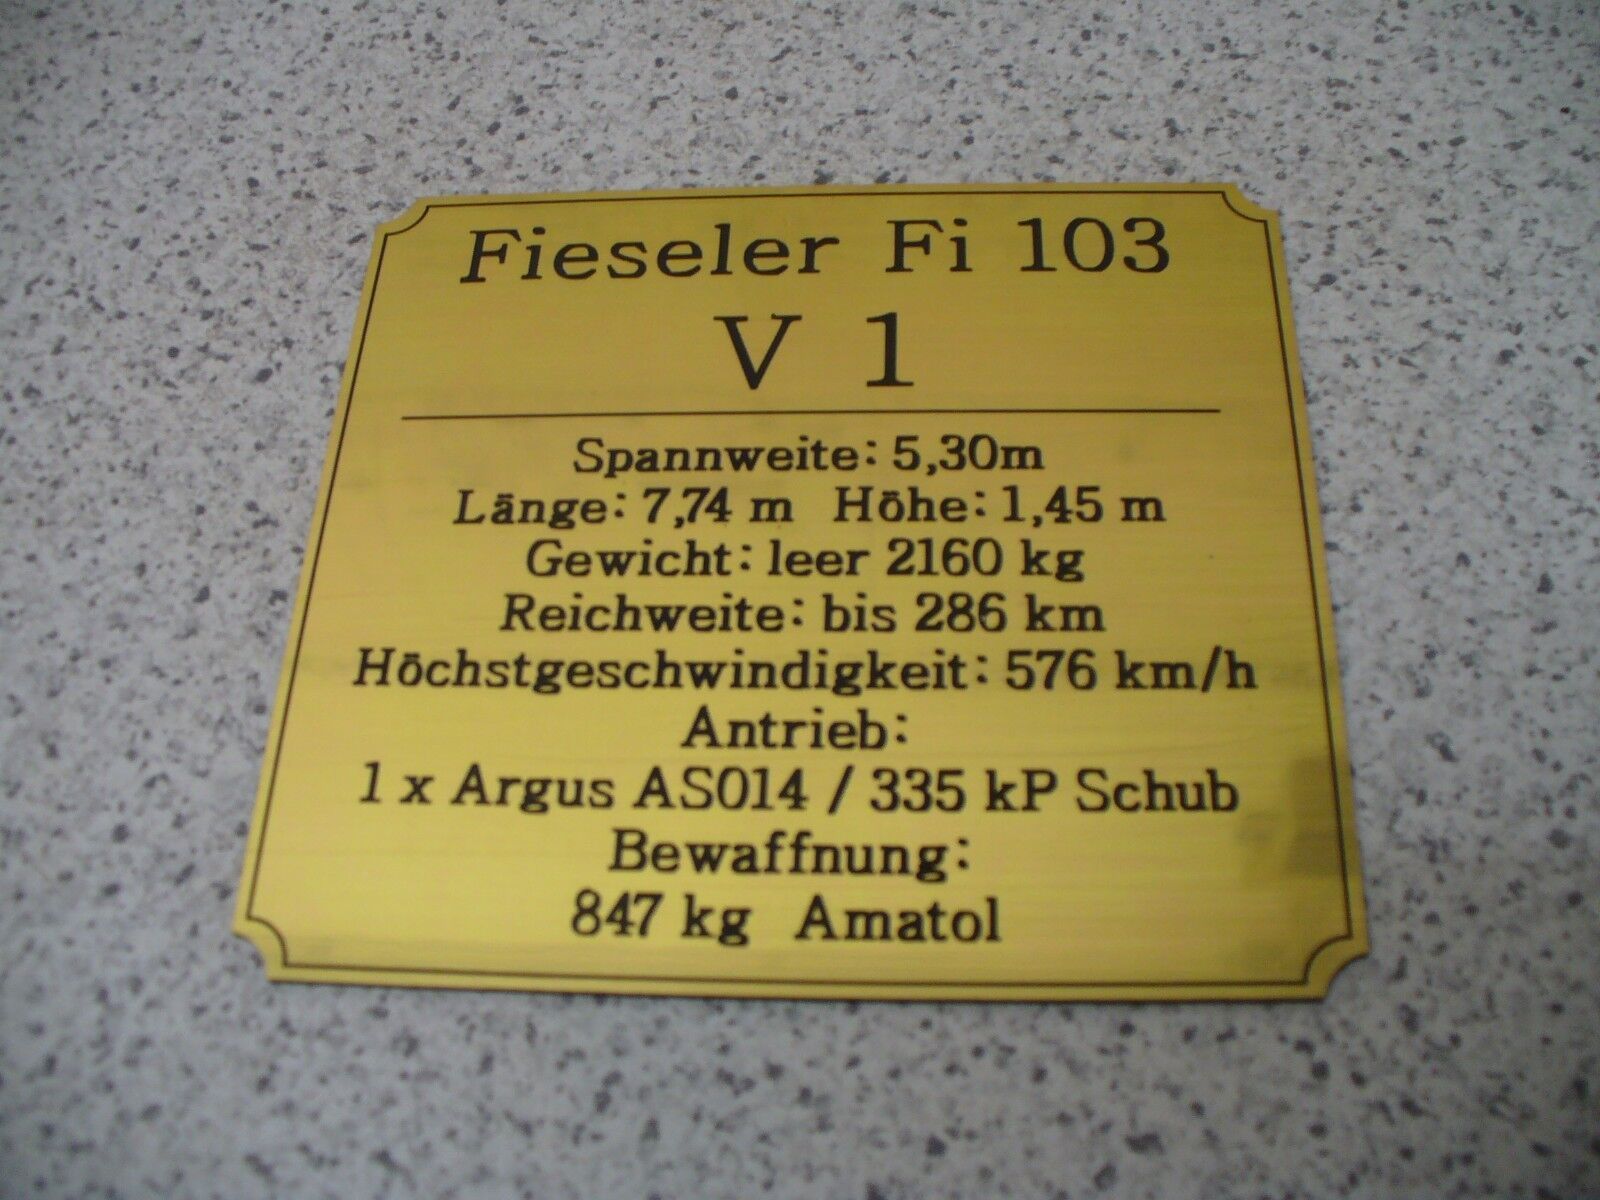 Fieseler Fi 103
V 1
Spannweite: 5,30m
Länge: 7,74 m Höhe: 1,45 m
Gewicht: leer 2160 kg
Reichweite: bis 286 km
Höchstgeschwindigkeit: 576 km/h
Antrieb:
1 x Argus AS014 / 335 kP Schub
Bewaffnung:
847 kg Amatol